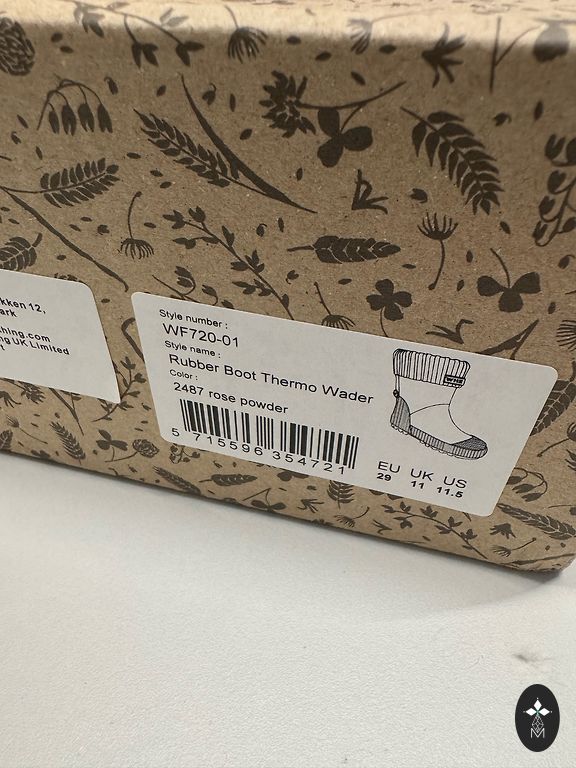 kken 12,
ark
hing.com
ng UK Limited
t
Style number :
WF720-01
Style name :
Rubber Boot Thermo Wader
Color :
2487 rose powder
5 715596 354721
EU UK US
29 11 11.5
M